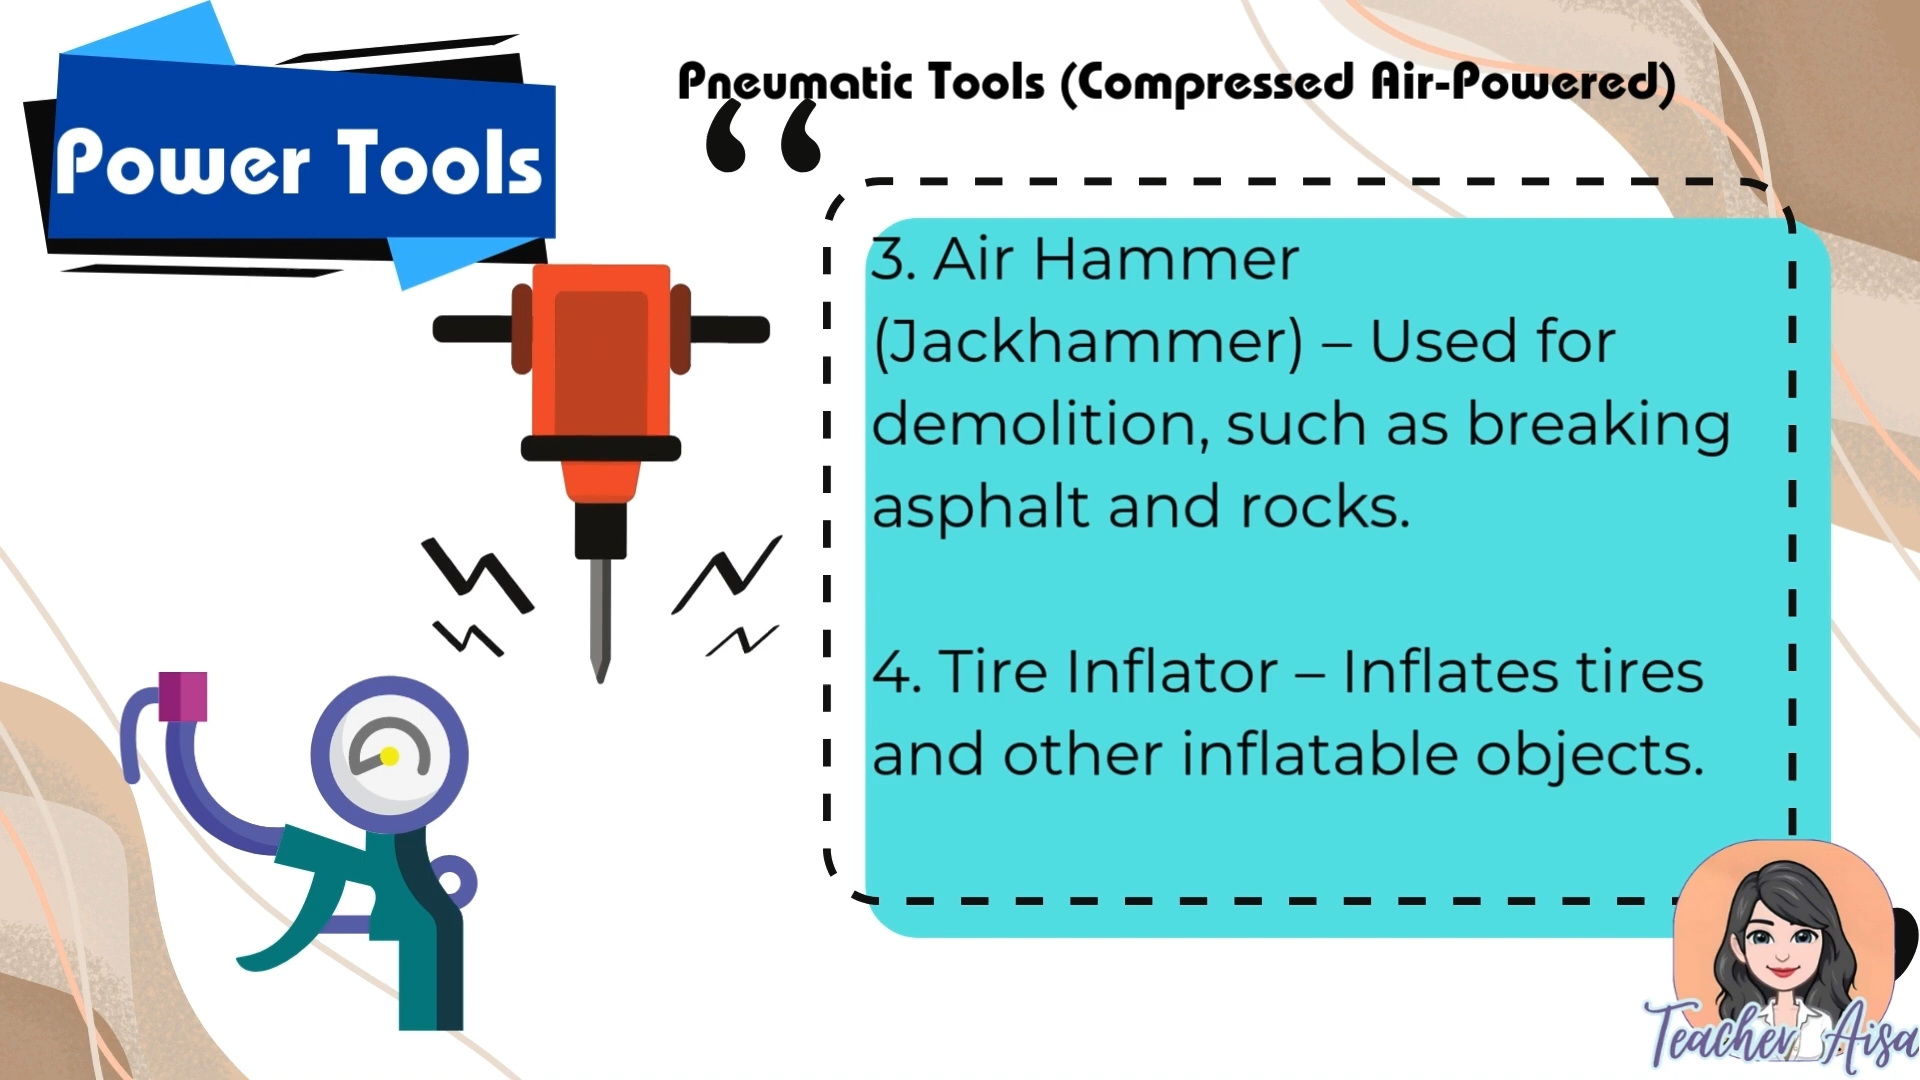 Power Tools
Pneumatic Tools (Compressed Air-Powered)
3. Air Hammer
(Jackhammer) – Used for
demolition, such as breaking
asphalt and rocks.
4. Tire Inflator – Inflates tires
and other inflatable objects.
Teacher Aisa